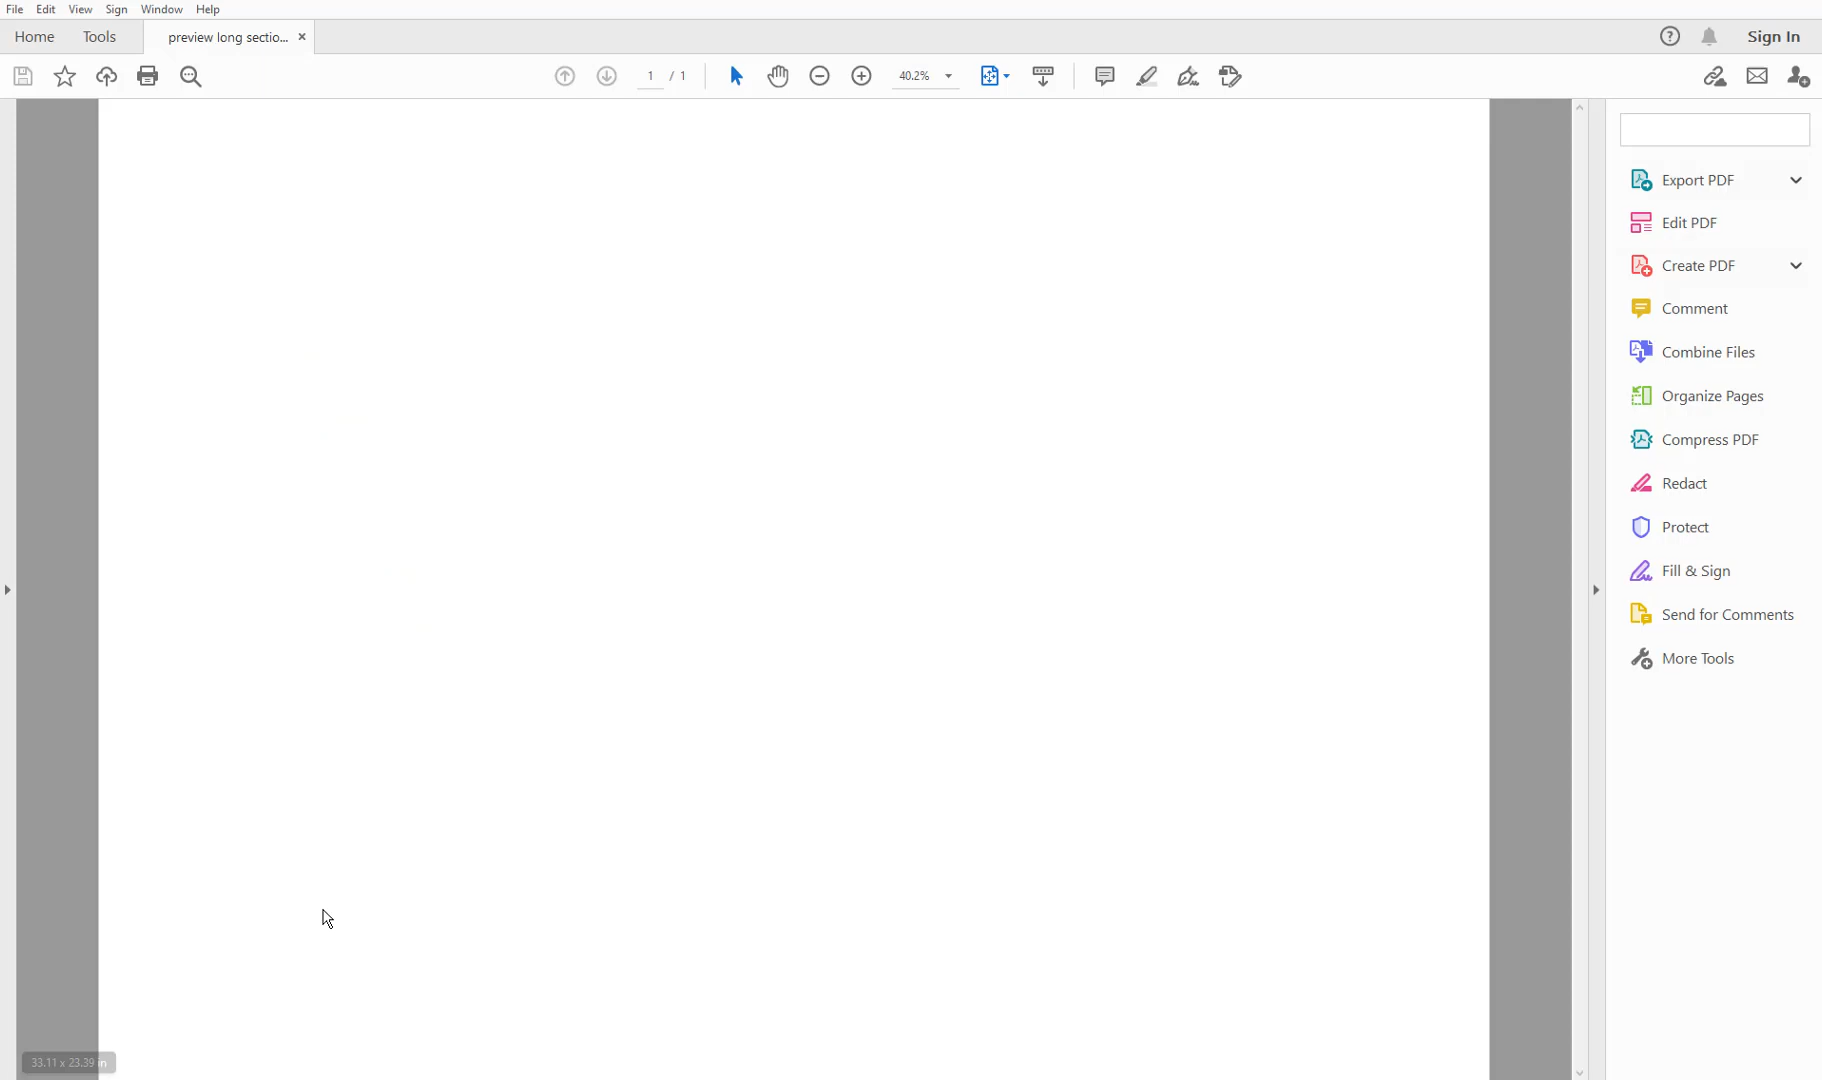 File Edit View Sign Window Help
Home Tools preview long sectio... × Sign In
1 / 1 40.2%
Export PDF
Edit PDF
Create PDF
Comment
Combine Files
Organize Pages
Compress PDF
Redact
Protect
Fill & Sign
Send for Comments
More Tools
33.11 x 23.39 in